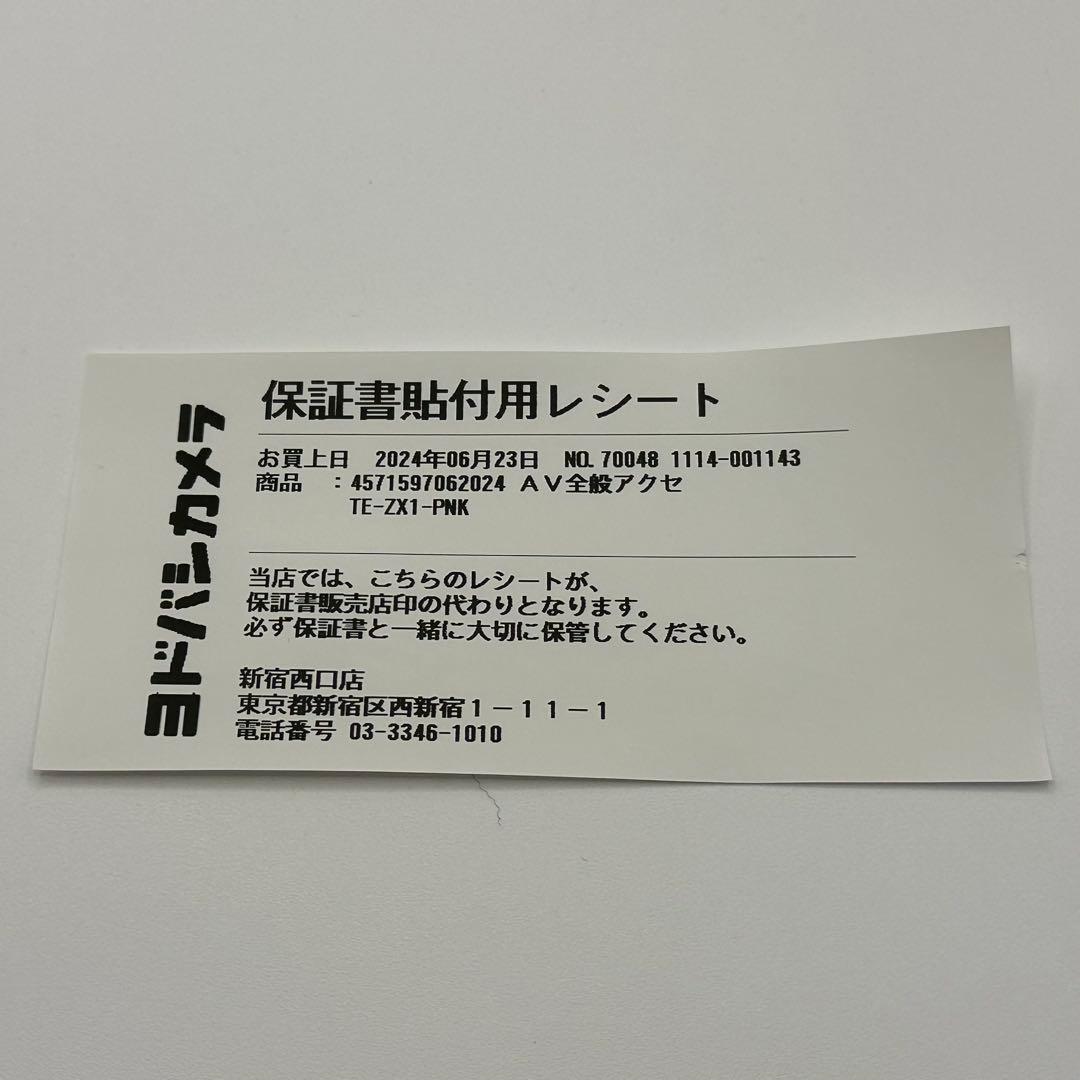 ヨドバシカメラ
保証書貼付用レシート
お買上日 2024年06月23日 NO. 70048 1114-001143
商品 :4571597062024 AV全般アクセ
TE-ZX1-PNK
当店では、こちらのレシートが、
保証書販売店印の代わりとなります。
必ず保証書と一緒に大切に保管してください。
新宿西口店
東京都新宿区西新宿1-11-1
電話番号 03-3346-1010